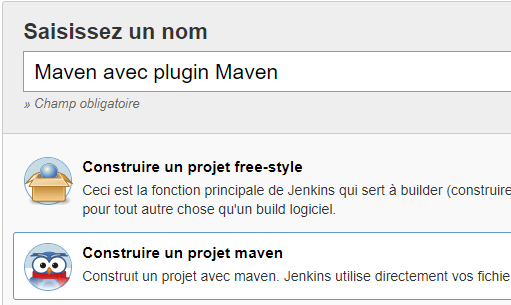 Saisissez un nom
Maven avec plugin Maven
» Champ obligatoire
Construire un projet free-style
Ceci est la fonction principale de Jenkins qui sert à builder (construire
pour tout autre chose qu'un build logiciel.
Construire un projet maven
Construit un projet avec maven. Jenkins utilise directement vos fichie